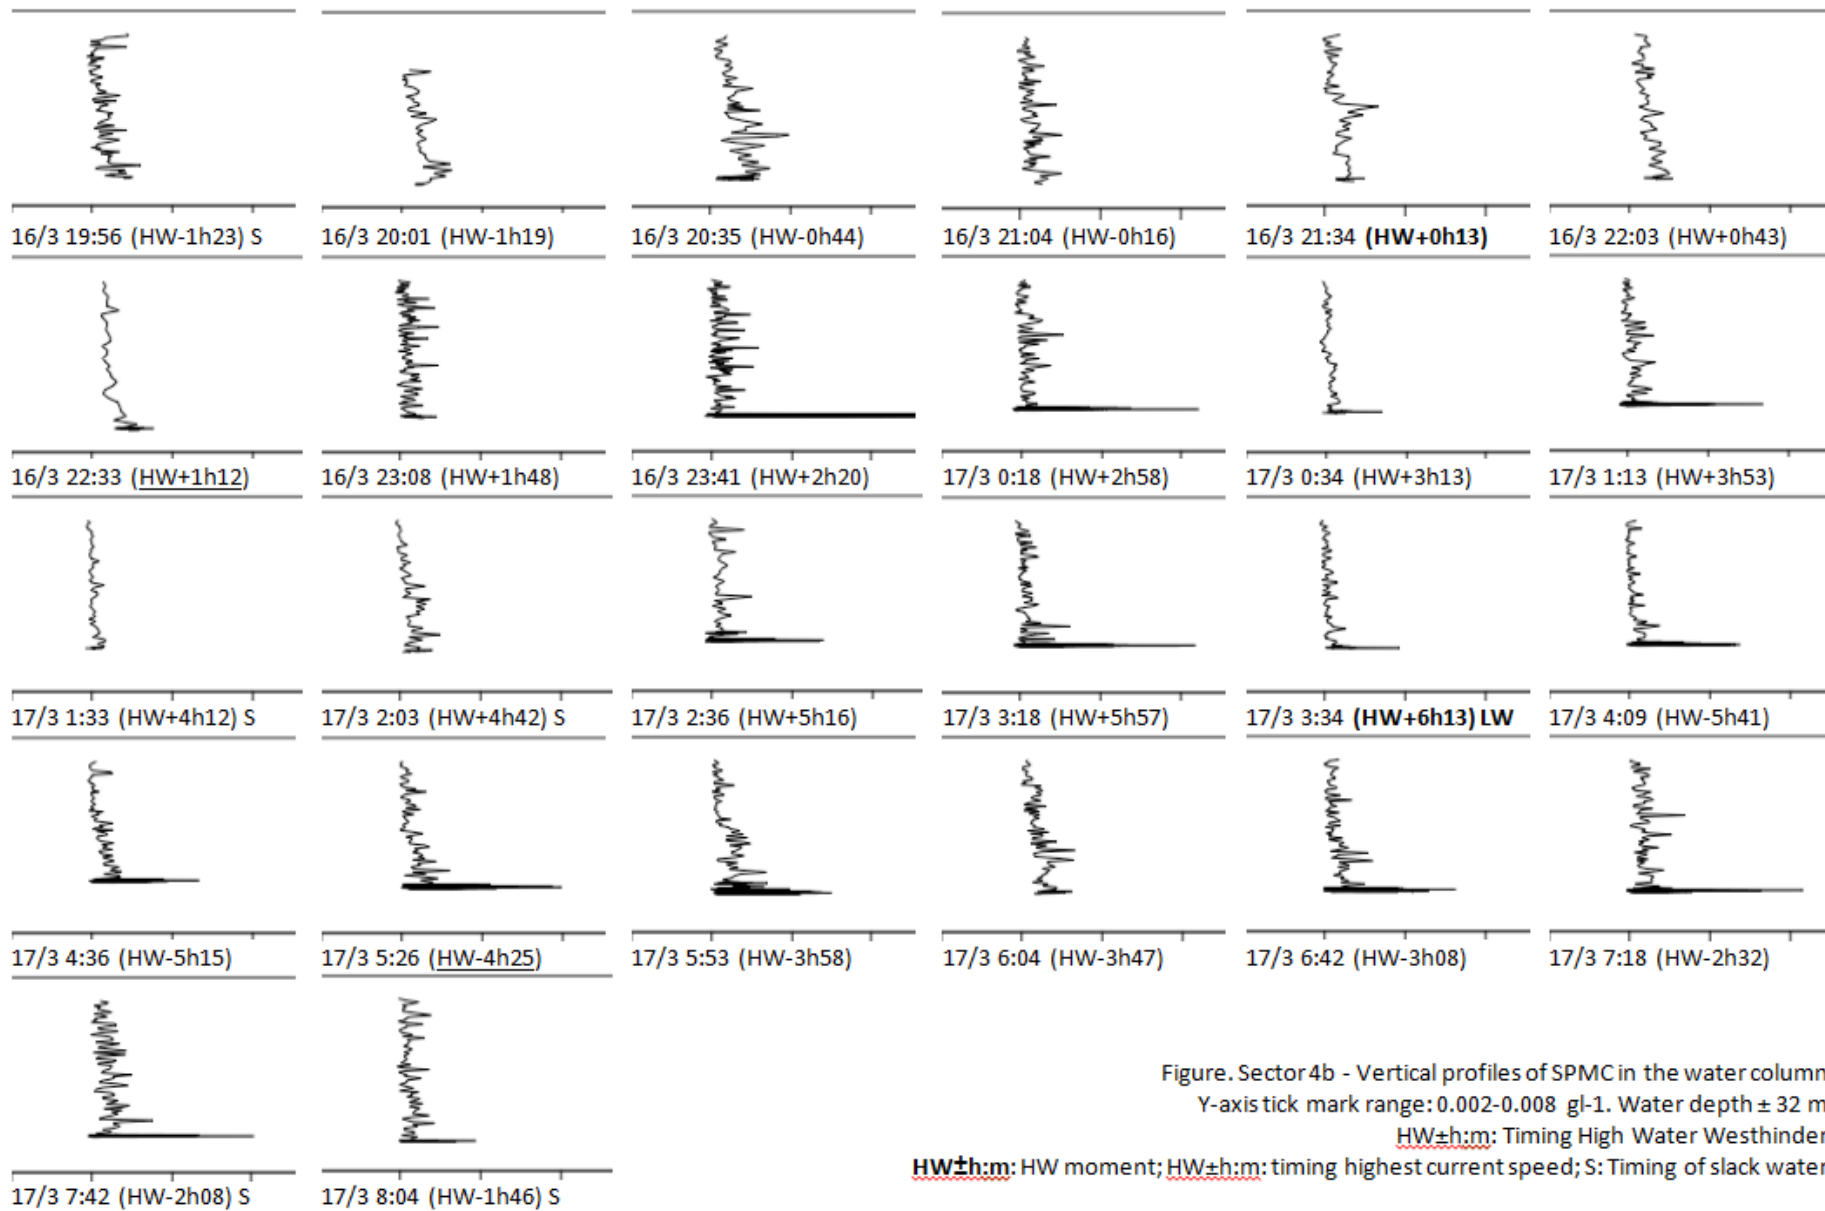 16/3 19:56 (HW-1h23) S
16/3 20:01 (HW-1h19)
16/3 20:35 (HW-0h44)
16/3 21:04 (HW-0h16)
16/3 21:34 (HW+0h13)
16/3 22:03 (HW+0h43)
16/3 22:33 (HW+1h12)
16/3 23:08 (HW+1h48)
16/3 23:41 (HW+2h20)
17/3 0:18 (HW+2h58)
17/3 0:34 (HW+3h13)
17/3 1:13 (HW+3h53)
17/3 1:33 (HW+4h12) S
17/3 2:03 (HW+4h42) S
17/3 2:36 (HW+5h16)
17/3 3:18 (HW+5h57)
17/3 3:34 (HW+6h13) LW
17/3 4:09 (HW-5h41)
17/3 4:36 (HW-5h15)
17/3 5:26 (HW-4h25)
17/3 5:53 (HW-3h58)
17/3 6:04 (HW-3h47)
17/3 6:42 (HW-3h08)
17/3 7:18 (HW-2h32)
17/3 7:42 (HW-2h08) S
17/3 8:04 (HW-1h46) S
Figure. Sector 4b - Vertical profiles of SPMC in the water column
Y-axis tick mark range: 0.002-0.008 gl-1. Water depth ± 32 m
HW±h:m: Timing High Water Westhinder
HW±h:m: HW moment; HW±h:m: timing highest current speed; S: Timing of slack water